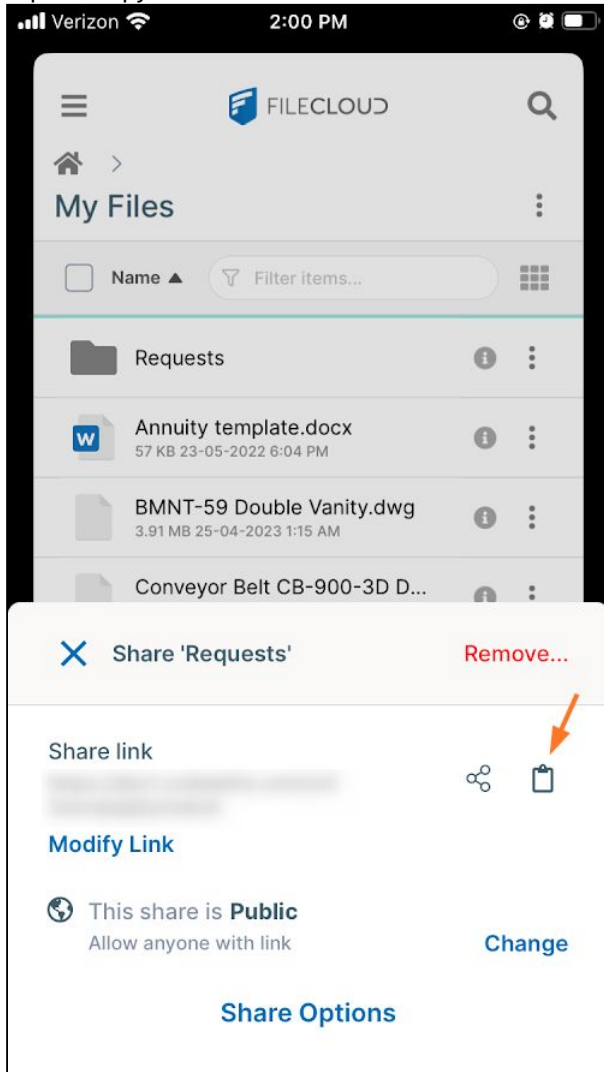 Verizon 2:00 PM
FILECLOUD
My Files
Name ▲ Filter items...
Requests
W Annuity template.docx
57 KB 23-05-2022 6:04 PM
BMNT-59 Double Vanity.dwg
3.91 MB 25-04-2023 1:15 AM
Conveyor Belt CB-900-3D D...
Share 'Requests' Remove...
Share link
Modify Link
This share is Public
Allow anyone with link Change
Share Options